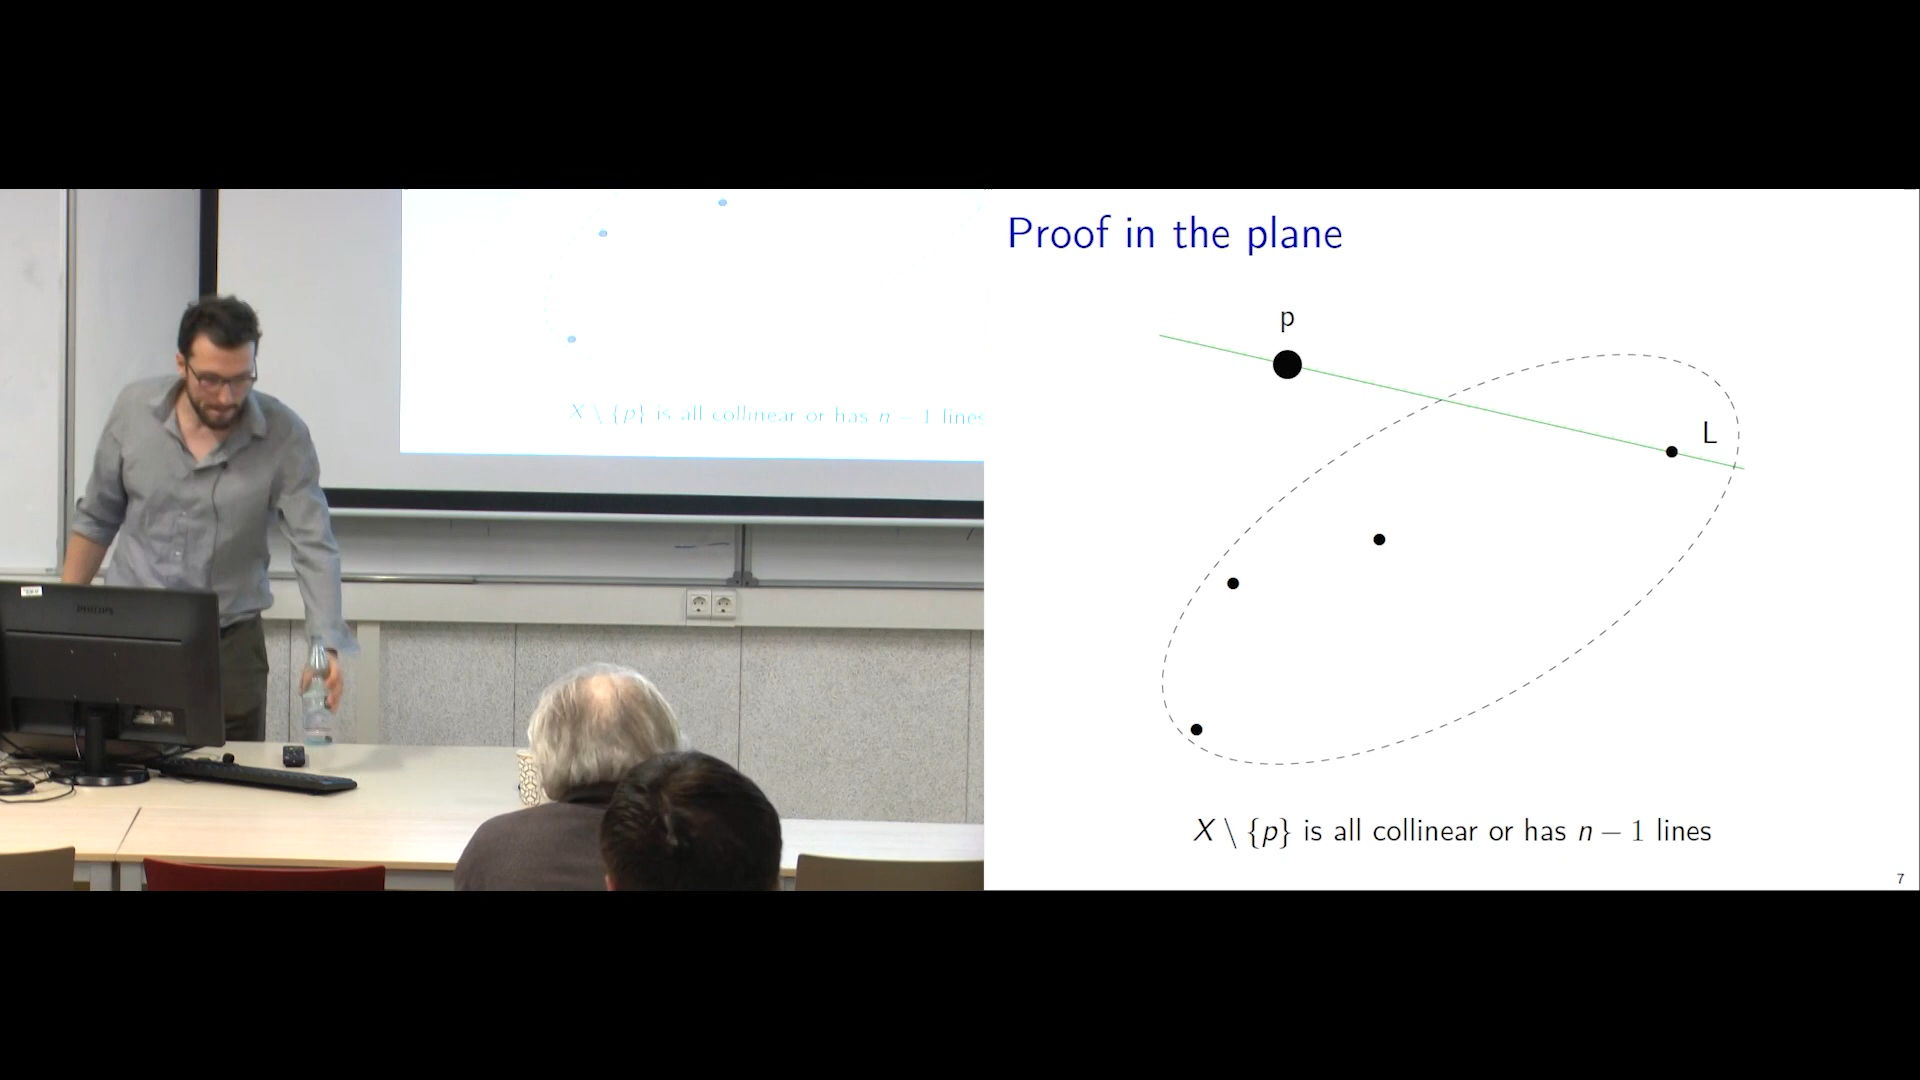 X \ {p} is all collinear or has n − 1 lines
PHILIPS
Proof in the plane
p
L
X \ {p} is all collinear or has n − 1 lines
7